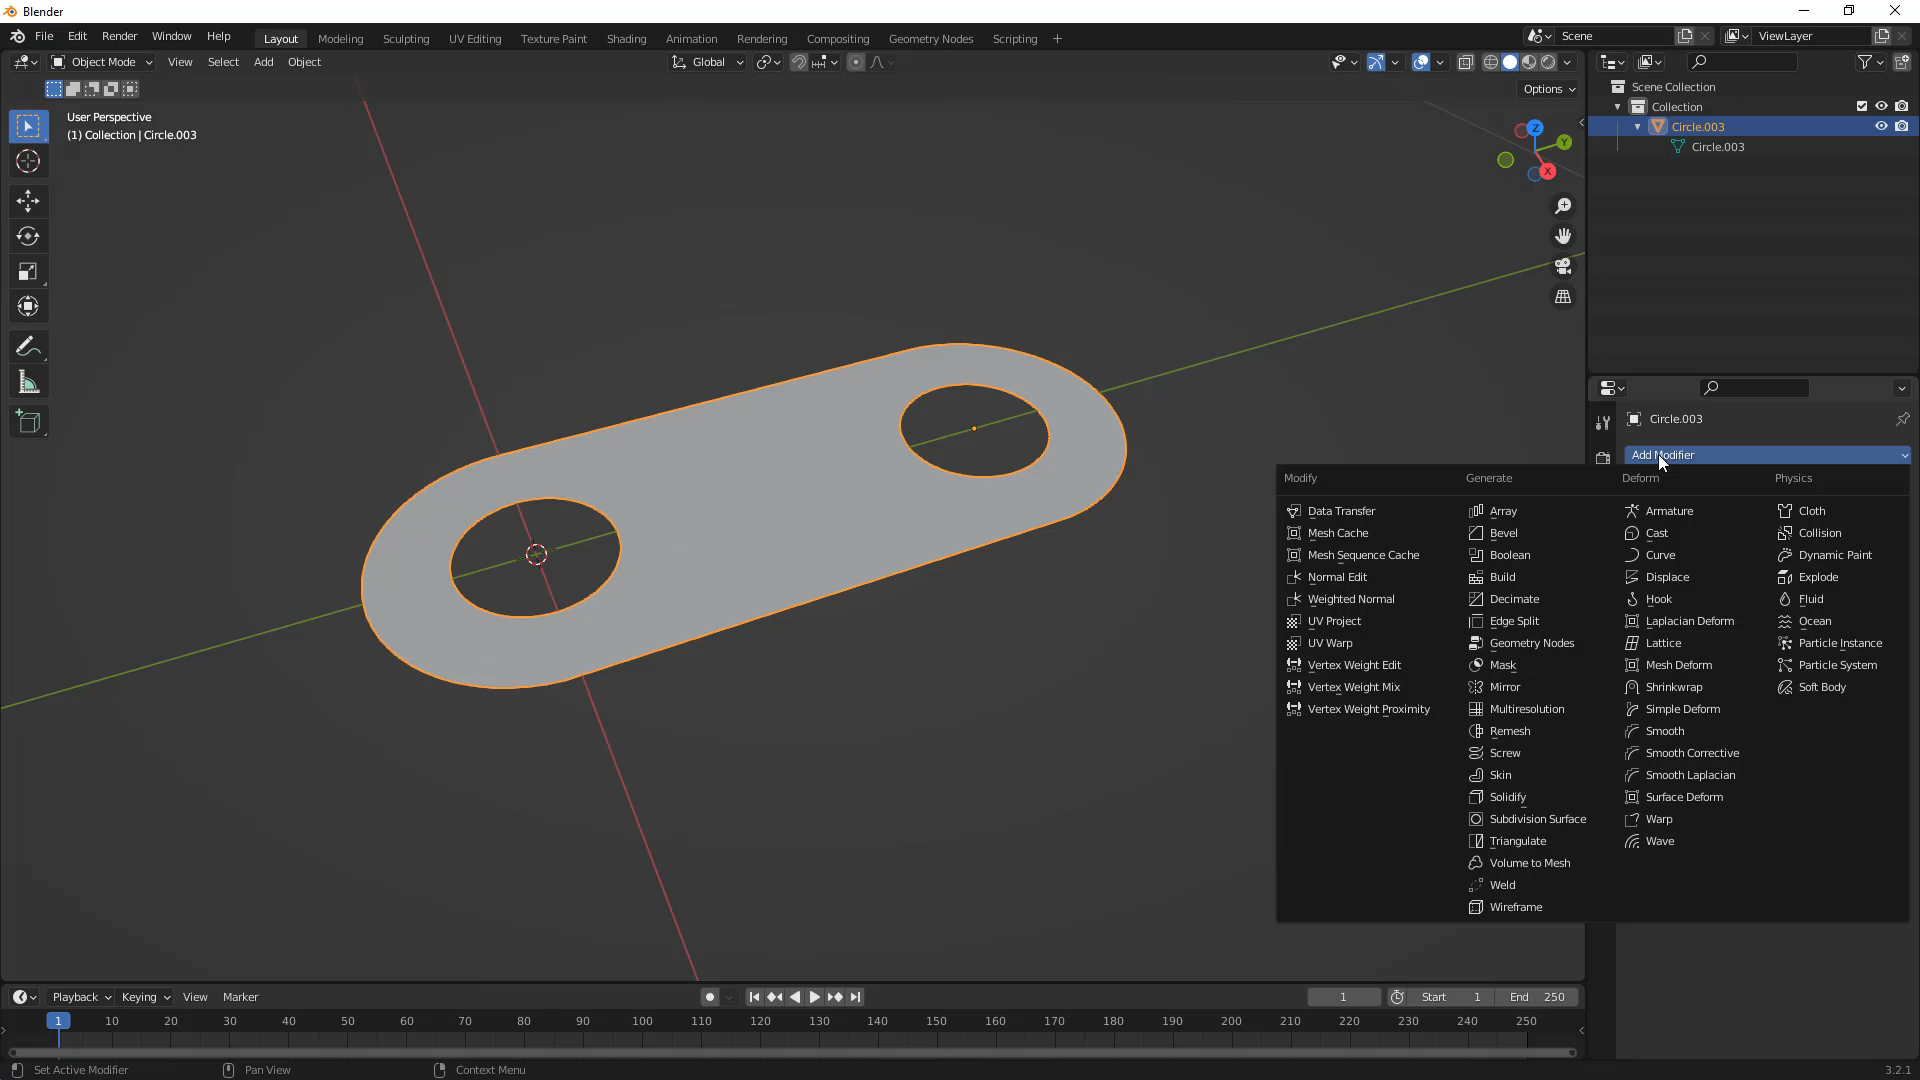 Blender
File Edit Render Window Help Layout Modeling Sculpting UV Editing Texture Paint Shading Animation Rendering Compositing Geometry Nodes Scripting + Scene ViewLayer
Object Mode View Select Add Object Global
Options
User Perspective
(1) Collection | Circle.003
Z
Y
X
Scene Collection
Collection
Circle.003
Circle.003
Circle.003
Add Modifier
Modify Generate Deform Physics
Data Transfer Array Armature Cloth
Mesh Cache Bevel Cast Collision
Mesh Sequence Cache Boolean Curve Dynamic Paint
Normal Edit Build Displace Explode
Weighted Normal Decimate Hook Fluid
UV Project Edge Split Laplacian Deform Ocean
UV Warp Geometry Nodes Lattice Particle Instance
Vertex Weight Edit Mask Mesh Deform Particle System
Vertex Weight Mix Mirror Shrinkwrap Soft Body
Vertex Weight Proximity Multiresolution Simple Deform
Remesh Smooth
Screw Smooth Corrective
Skin Smooth Laplacian
Solidify Surface Deform
Subdivision Surface Warp
Triangulate Wave
Volume to Mesh
Weld
Wireframe
Playback Keying View Marker 1 Start 1 End 250
1 10 20 30 40 50 60 70 80 90 100 110 120 130 140 150 160 170 180 190 200 210 220 230 240 250
Set Active Modifier Pan View Context Menu 3.2.1